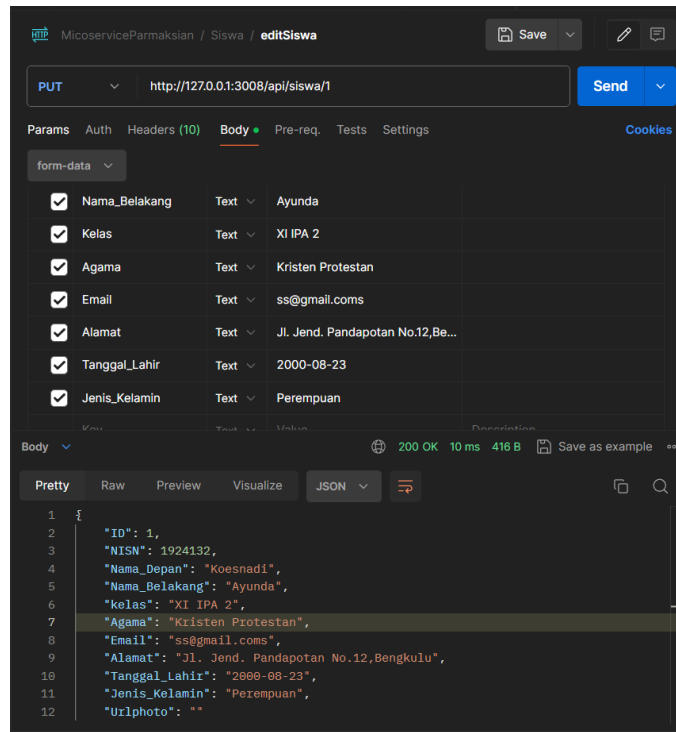 HTTP MicoserviceParmaksian / Siswa / editSiswa Save
PUT http://127.0.0.1:3008/api/siswa/1 Send
Params Auth Headers (10) Body Pre-req. Tests Settings Cookies
form-data
Nama_Belakang Text Ayunda
Kelas Text XI IPA 2
Agama Text Kristen Protestan
Email Text ss@gmail.coms
Alamat Text Jl. Jend. Pandapotan No.12,Be...
Tanggal_Lahir Text 2000-08-23
Jenis_Kelamin Text Perempuan
Key Text Value Description
Body 200 OK 10 ms 416 B Save as example
Pretty Raw Preview Visualize JSON
1 {
2 "ID": 1,
3 "NISN": 1924132,
4 "Nama_Depan": "Koesnadi",
5 "Nama_Belakang": "Ayunda",
6 "kelas": "XI IPA 2",
7 "Agama": "Kristen Protestan",
8 "Email": "ss@gmail.coms",
9 "Alamat": "Jl. Jend. Pandapotan No.12,Bengkulu",
10 "Tanggal_Lahir": "2000-08-23",
11 "Jenis_Kelamin": "Perempuan",
12 "Urlphoto": ""